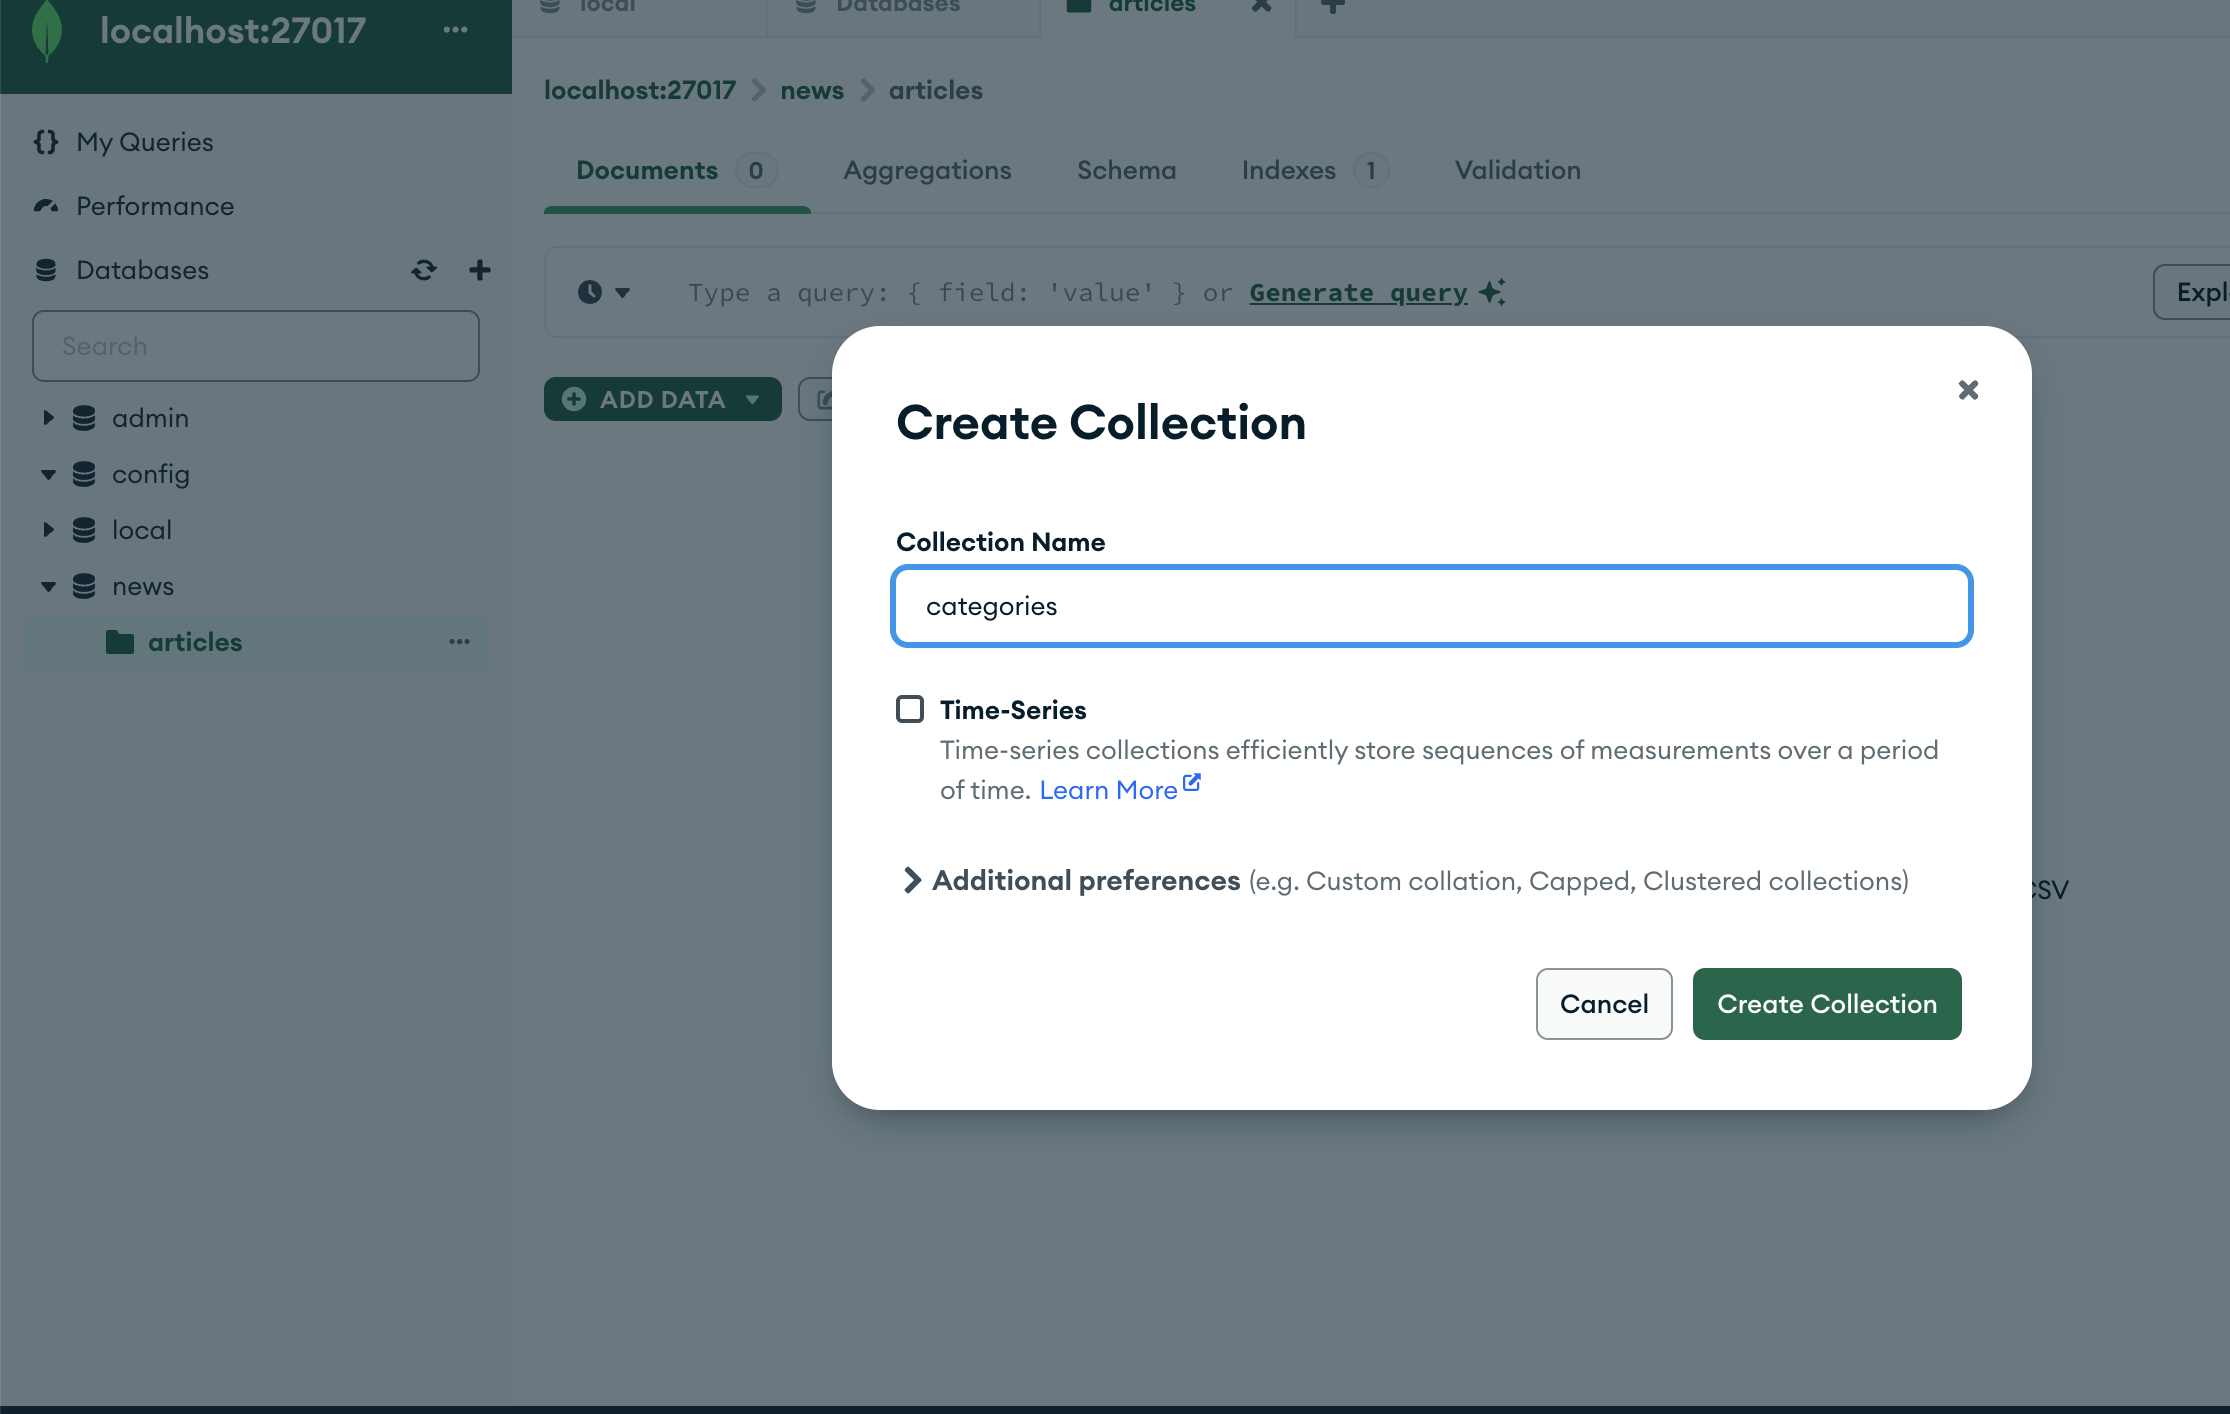 localhost:27017
local
Databases
articles
localhost:27017 > news > articles
My Queries
Performance
Databases
Search
admin
config
local
news
articles
Documents 0
Aggregations
Schema
Indexes 1
Validation
Type a query: { field: 'value' } or Generate query
ADD DATA
Create Collection
Collection Name
categories
Time-Series
Time-series collections efficiently store sequences of measurements over a period
of time. Learn More
Additional preferences (e.g. Custom collation, Capped, Clustered collections)
Cancel
Create Collection